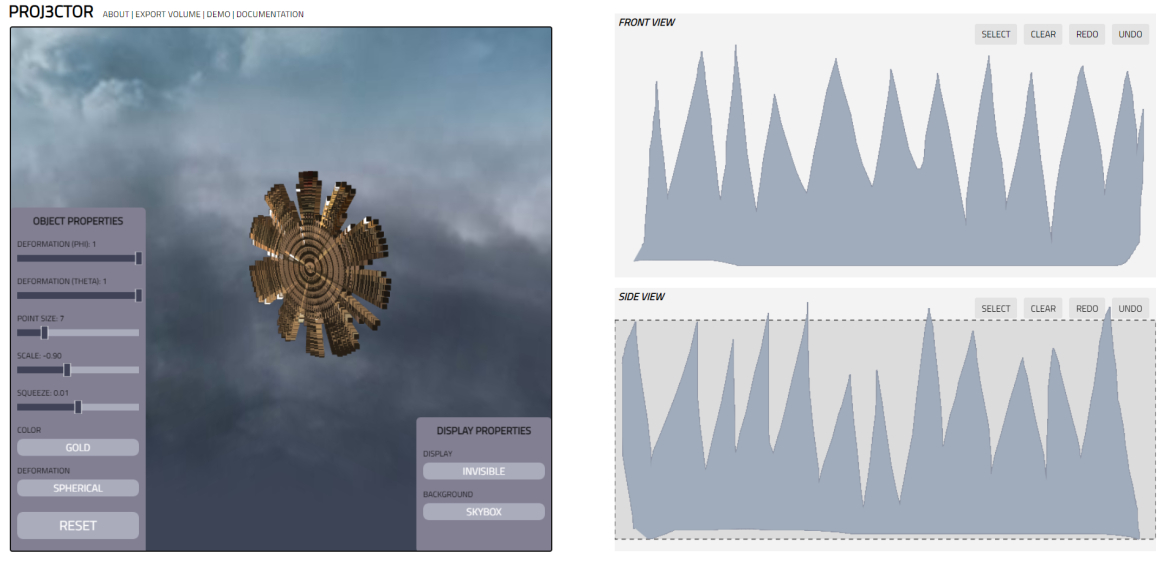 PROJ3CTOR ABOUT | EXPORT VOLUME | DEMO | DOCUMENTATION
OBJECT PROPERTIES
DEFORMATION (PHI): 1
DEFORMATION (THETA): 1
POINT SIZE: 7
SCALE: -0.90
SQUEEZE: 0.01
COLOR
GOLD
DEFORMATION
SPHERICAL
RESET
DISPLAY PROPERTIES
DISPLAY
INVISIBLE
BACKGROUND
SKYBOX
FRONT VIEW
SELECT CLEAR REDO UNDO
SIDE VIEW
SELECT CLEAR REDO UNDO